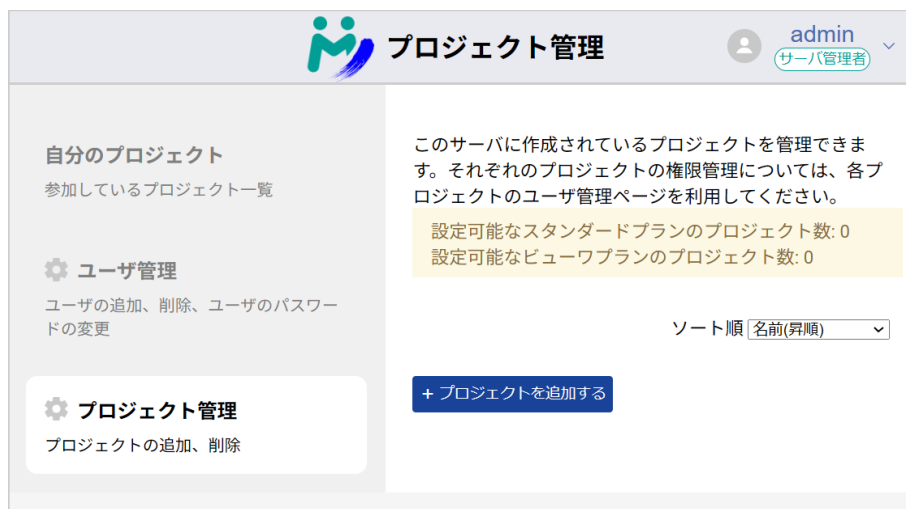 プロジェクト管理
admin
サーバ管理者
自分のプロジェクト
参加しているプロジェクト一覧
ユーザ管理
ユーザの追加、削除、ユーザのパスワー
ドの変更
プロジェクト管理
プロジェクトの追加、削除
このサーバに作成されているプロジェクトを管理できま
す。それぞれのプロジェクトの権限管理については、各プ
ロジェクトのユーザ管理ページを利用してください。
設定可能なスタンダードプランのプロジェクト数: 0
設定可能なビューワプランのプロジェクト数: 0
ソート順 名前(昇順)
+ プロジェクトを追加する